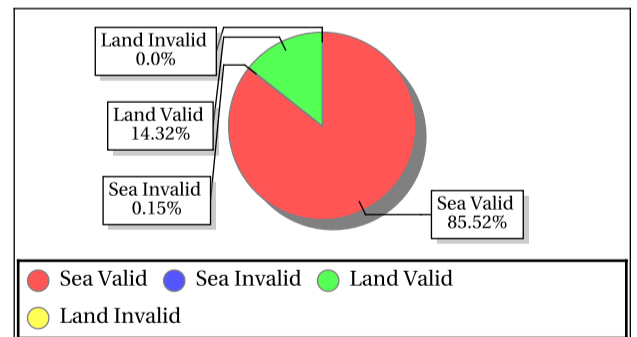 Land Invalid
0.0%
Land Valid
14.32%
Sea Invalid
0.15%
Sea Valid
85.52%
Sea Valid Sea Invalid Land Valid
Land Invalid